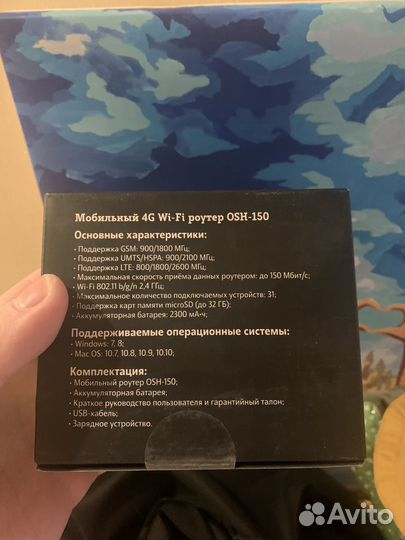 Мобильный 4G Wi-Fi роутер OSH-150
Основные характеристики:
• Поддержка GSM: 900/1800 МГц;
• Поддержка UMTS/HSPA: 900/2100 МГц;
• Поддержка LTE: 800/1800/2600 МГц;
• Максимальная скорость приёма данных роутером: до 150 Мбит/с;
• Wi-Fi 802.11 b/g/n 2,4 ГГц;
• Максимальное количество подключаемых устройств: 31;
• Поддержка карт памяти microSD (до 32 ГБ);
• Аккумуляторная батарея: 2300 мА·ч;
Поддерживаемые операционные системы:
• Windows: 7, 8;
• Mac OS: 10.7, 10.8, 10.9, 10.10;
Комплектация:
• Мобильный роутер OSH-150;
• Аккумуляторная батарея;
• Краткое руководство пользователя и гарантийный талон;
• USB-кабель;
• Зарядное устройство.
Avito